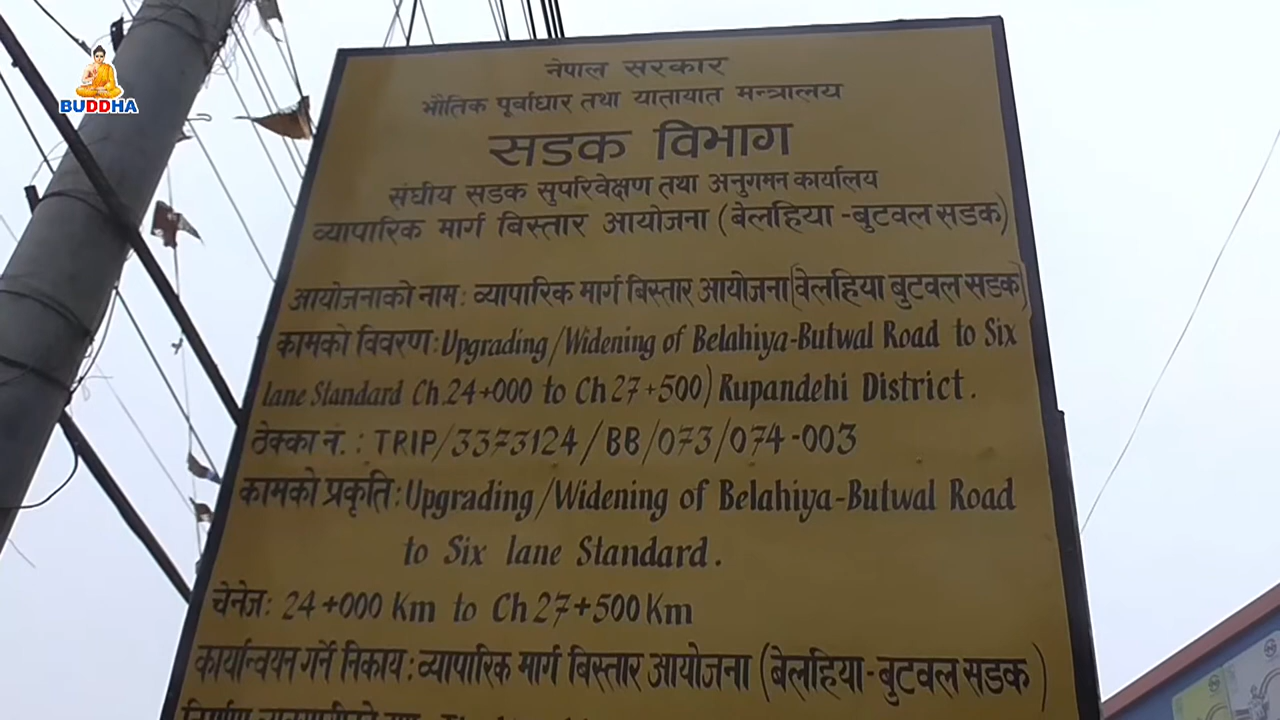 BUDDHA
नेपाल सरकार
भौतिक पूर्वाधार तथा यातायात मन्त्रालय
सडक विभाग
संघीय सडक सुपरिवेक्षण तथा अनुगमन कार्यालय
व्यापारिक मार्ग बिस्तार आयोजना (बेलहिया -बुटवल सडक)
आयोजनाको नाम: व्यापारिक मार्ग बिस्तार आयोजना(वेलहिया बुटवल सडक)
कामको विवरण: Upgrading/Widening of Belahiya-Butwal Road to Six
lane Standard Ch.24+000 to Ch 27+500) Rupandehi District.
ठेक्का नं. : TRIP/3373124/BB/073/074-003
कामको प्रकृति: Upgrading/Widening of Belahiya-Butwal Road
to Six lane Standard.
चेनेज: 24+000 Km to Ch 27+500 Km
कार्यान्वयन गर्ने निकाय: व्यापारिक मार्ग बिस्तार आयोजना (बेलहिया-बुटवल सडक)